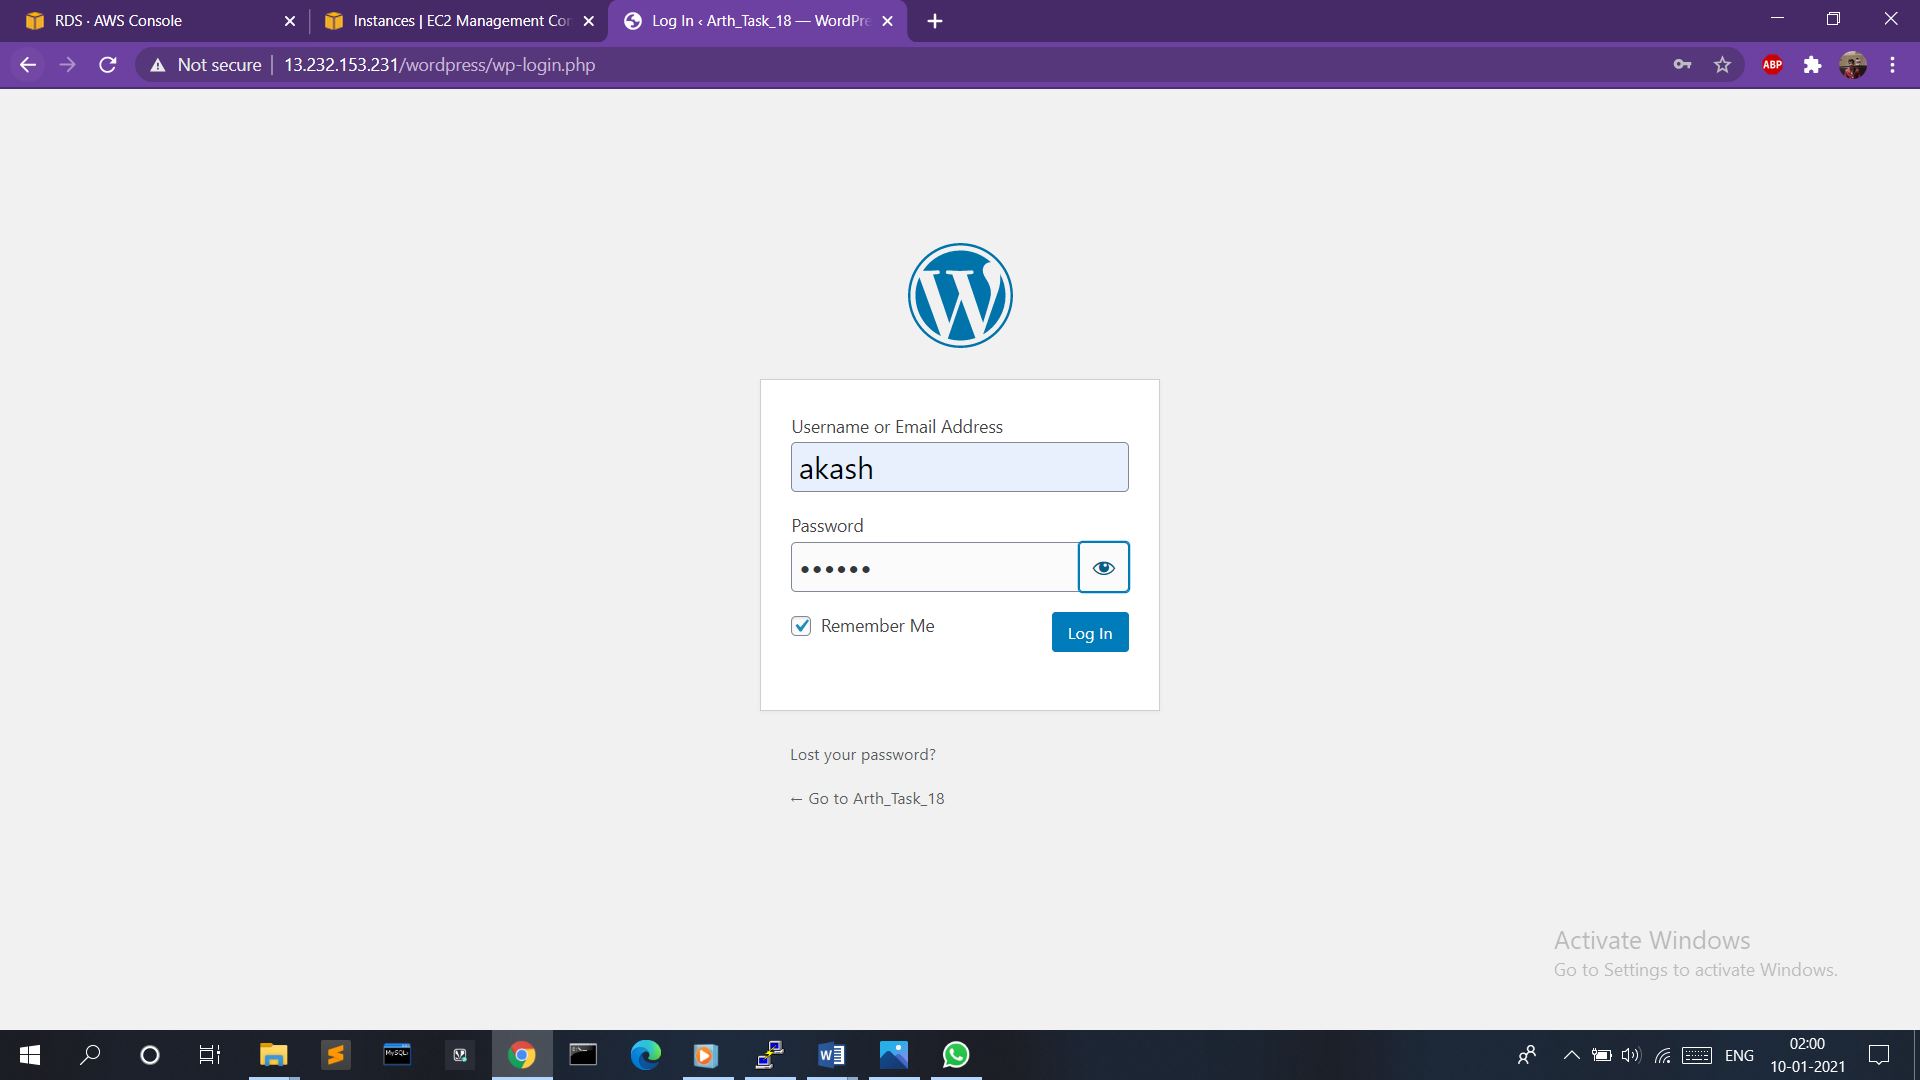 RDS · AWS Console
Instances | EC2 Management Con
Log In ‹ Arth_Task_18 — WordPre
Not secure
13.232.153.231/wordpress/wp-login.php
ABP
Username or Email Address
akash
Password
••••••
Remember Me
Log In
Lost your password?
← Go to Arth_Task_18
Activate Windows
Go to Settings to activate Windows.
MySQL
ENG
02:00
10-01-2021